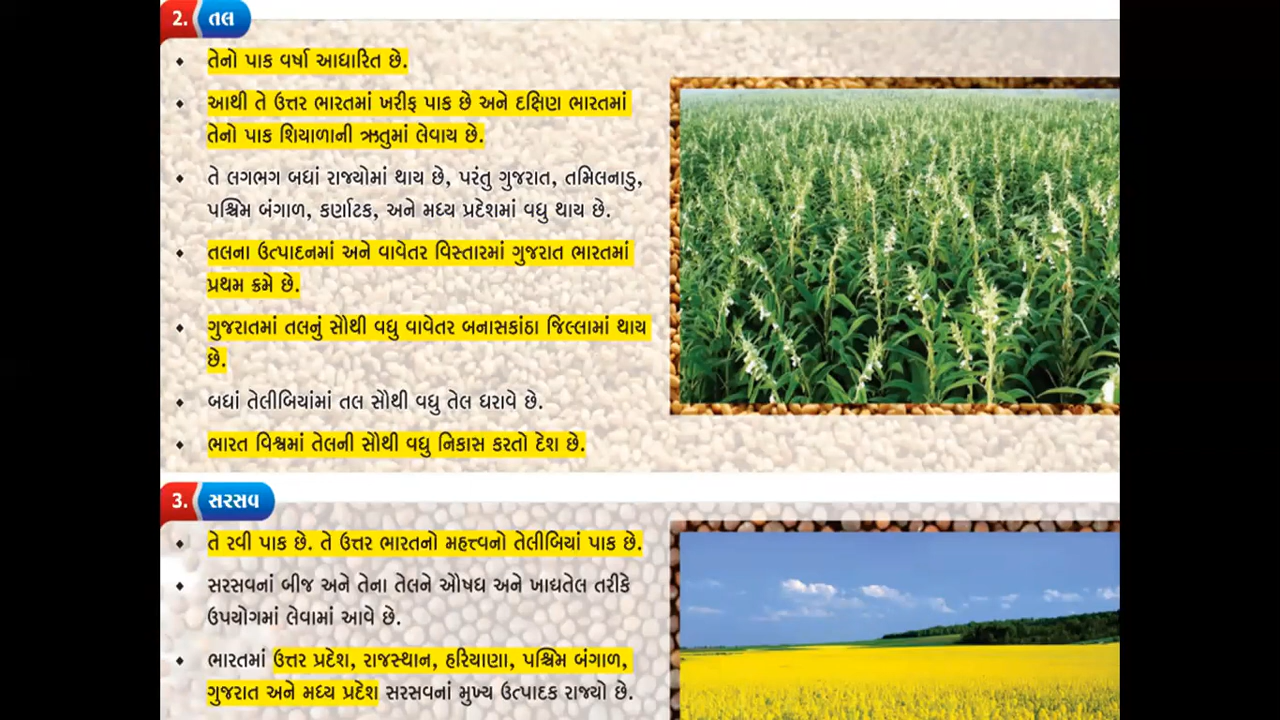 2. તલ
♦ તેનો પાક વર્ષા આધારિત છે.
♦ આથી તે ઉત્તર ભારતમાં ખરીફ પાક છે અને દક્ષિણ ભારતમાં
તેનો પાક શિયાળાની ઋતુમાં લેવાય છે.
♦ તે લગભગ બધાં રાજ્યોમાં થાય છે, પરંતુ ગુજરાત, તમિલનાડુ,
પશ્ચિમ બંગાળ, કર્ણાટક, અને મધ્ય પ્રદેશમાં વધુ થાય છે.
♦ તલના ઉત્પાદનમાં અને વાવેતર વિસ્તારમાં ગુજરાત ભારતમાં
પ્રથમ ક્રમે છે.
♦ ગુજરાતમાં તલનું સૌથી વધુ વાવેતર બનાસકાંઠા જિલ્લામાં થાય
છે.
♦ બધાં તેલીબિયાંમાં તલ સૌથી વધુ તેલ ધરાવે છે.
♦ ભારત વિશ્વમાં તેલની સૌથી વધુ નિકાસ કરતો દેશ છે.
3. સરસવ
♦ તે રવી પાક છે. તે ઉત્તર ભારતનો મહત્ત્વનો તેલીબિયાં પાક છે.
♦ સરસવનાં બીજ અને તેના તેલને ઔષધ અને ખાદ્યતેલ તરીકે
ઉપયોગમાં લેવામાં આવે છે.
♦ ભારતમાં ઉત્તર પ્રદેશ, રાજસ્થાન, હરિયાણા, પશ્ચિમ બંગાળ,
ગુજરાત અને મધ્ય પ્રદેશ સરસવનાં મુખ્ય ઉત્પાદક રાજ્યો છે.